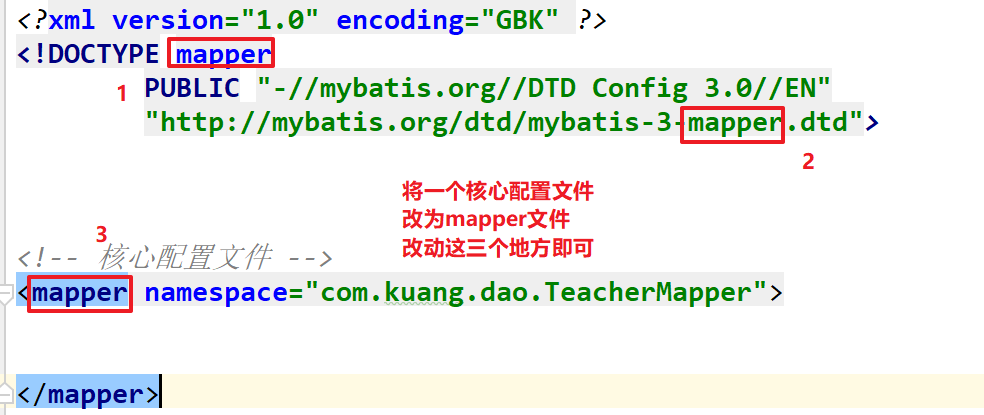 <?xml version="1.0" encoding="GBK" ?>
<!DOCTYPE mapper
1
PUBLIC "-//mybatis.org//DTD Config 3.0//EN"
"http://mybatis.org/dtd/mybatis-3-mapper.dtd">
2
将一个核心配置文件
改为mapper文件
改动这三个地方即可
3
<!-- 核心配置文件 -->
<mapper namespace="com.kuang.dao.TeacherMapper">
</mapper>